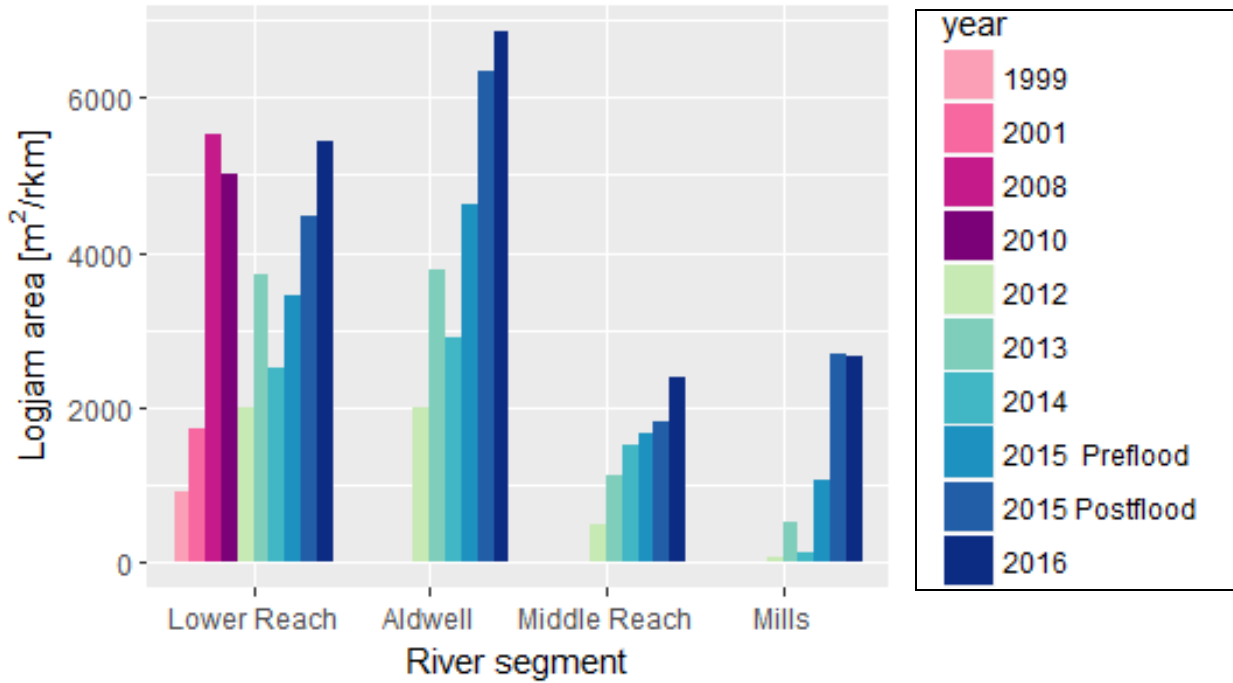 Logjam area [m²/rkm]
6000
4000
2000
0
Lower Reach
Aldwell
Middle Reach
Mills
River segment
year
1999
2001
2008
2010
2012
2013
2014
2015 Preflood
2015 Postflood
2016